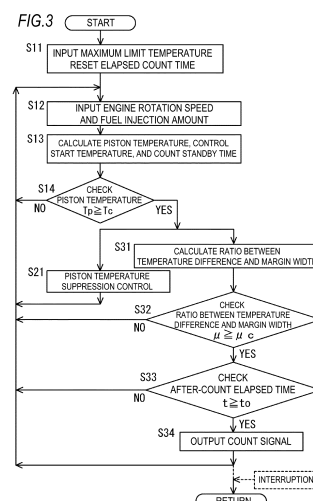 FIG.3
START
S11
INPUT MAXIMUM LIMIT TEMPERATURE
RESET ELAPSED COUNT TIME
S12
INPUT ENGINE ROTATION SPEED
AND FUEL INJECTION AMOUNT
S13
CALCULATE PISTON TEMPERATURE, CONTROL
START TEMPERATURE, AND COUNT STANDBY TIME
S14
CHECK
PISTON TEMPERATURE
Tp≧Tc
NO
YES
S31
CALCULATE RATIO BETWEEN
TEMPERATURE DIFFERENCE AND MARGIN WIDTH
S21
PISTON TEMPERATURE
SUPPRESSION CONTROL
S32
CHECK
RATIO BETWEEN TEMPERATURE
DIFFERENCE AND MARGIN WIDTH
μ ≧ μ c
NO
YES
S33
CHECK
AFTER-COUNT ELAPSED TIME
t≧to
NO
YES
S34
OUTPUT COUNT SIGNAL
INTERRUPTION
RETURN